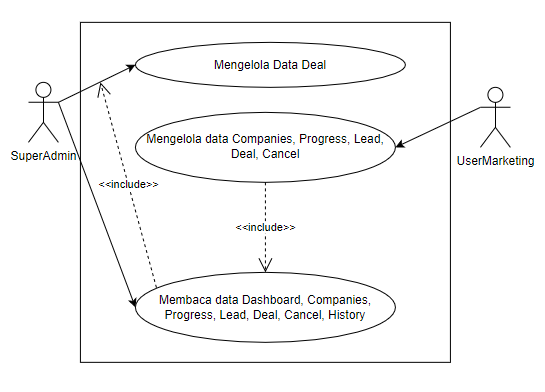 Mengelola Data Deal
SuperAdmin
Mengelola data Companies, Progress, Lead,
Deal, Cancel
UserMarketing
<<include>>
<<include>>
Membaca data Dashboard, Companies,
Progress, Lead, Deal, Cancel, History